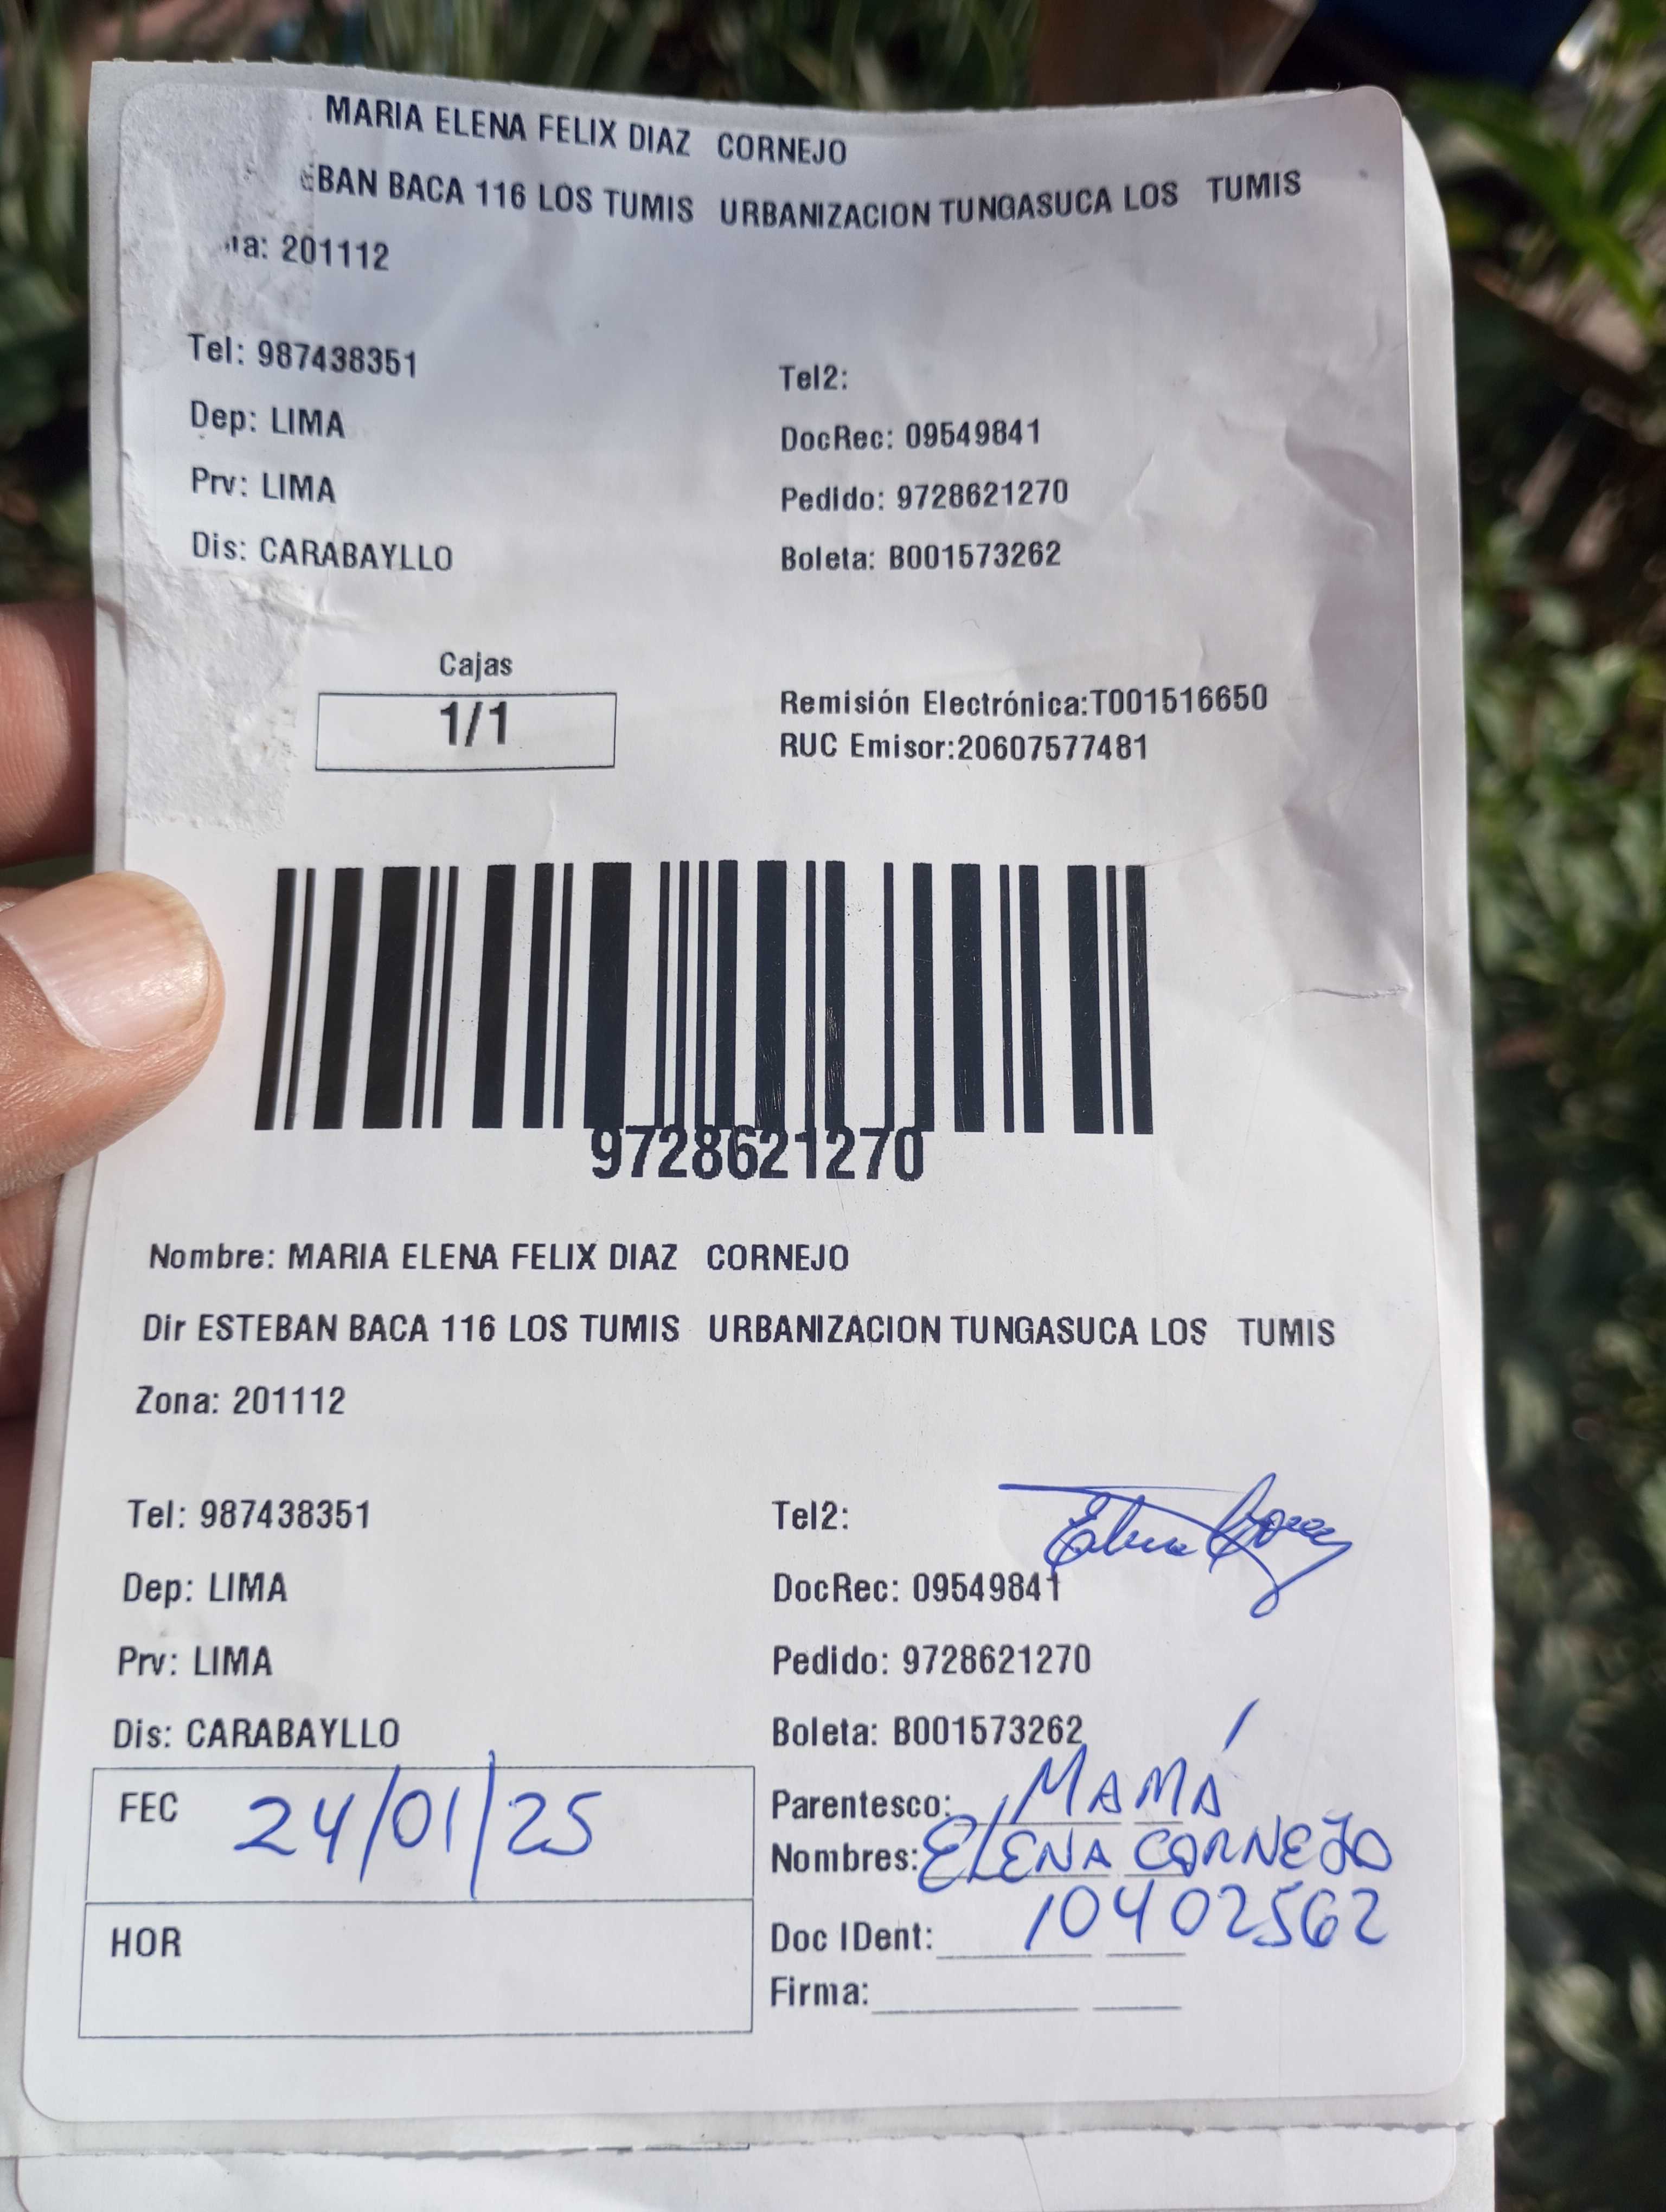 MARIA ELENA FELIX DIAZ CORNEJO
BAN BACA 116 LOS TUMIS URBANIZACION TUNGASUCA LOS TUMIS
na: 201112
Tel: 987438351
Tel2:
Dep: LIMA
DocRec: 09549841
Prv: LIMA
Pedido: 9728621270
Dis: CARABAYLLO
Boleta: B001573262
Cajas
1/1
Remisión Electrónica:T001516650
RUC Emisor:20607577481
9728621270
Nombre: MARIA ELENA FELIX DIAZ CORNEJO
Dir ESTEBAN BACA 116 LOS TUMIS URBANIZACION TUNGASUCA LOS TUMIS
Zona: 201112
Tel: 987438351
Tel2:
Dep: LIMA
DocRec: 09549841
Prv: LIMA
Pedido: 9728621270
Dis: CARABAYLLO
Boleta: B001573262
FEC 24/01/25
Parentesco: MAMÁ
Nombres: ELENA CORNEJO
HOR
Doc IDent: 10402562
Firma: